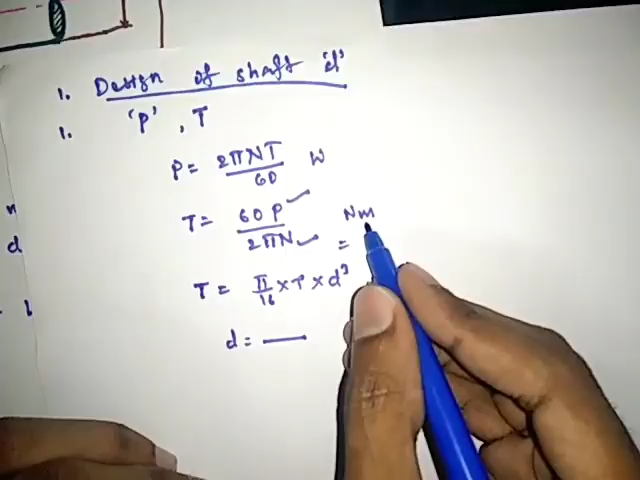 1. Design of shaft 'd'
1. 'P', T
P = 2πNT/60 W
T = 60 P/2πN = Nm
T = π/16 × τ × d³
d = —
n
d